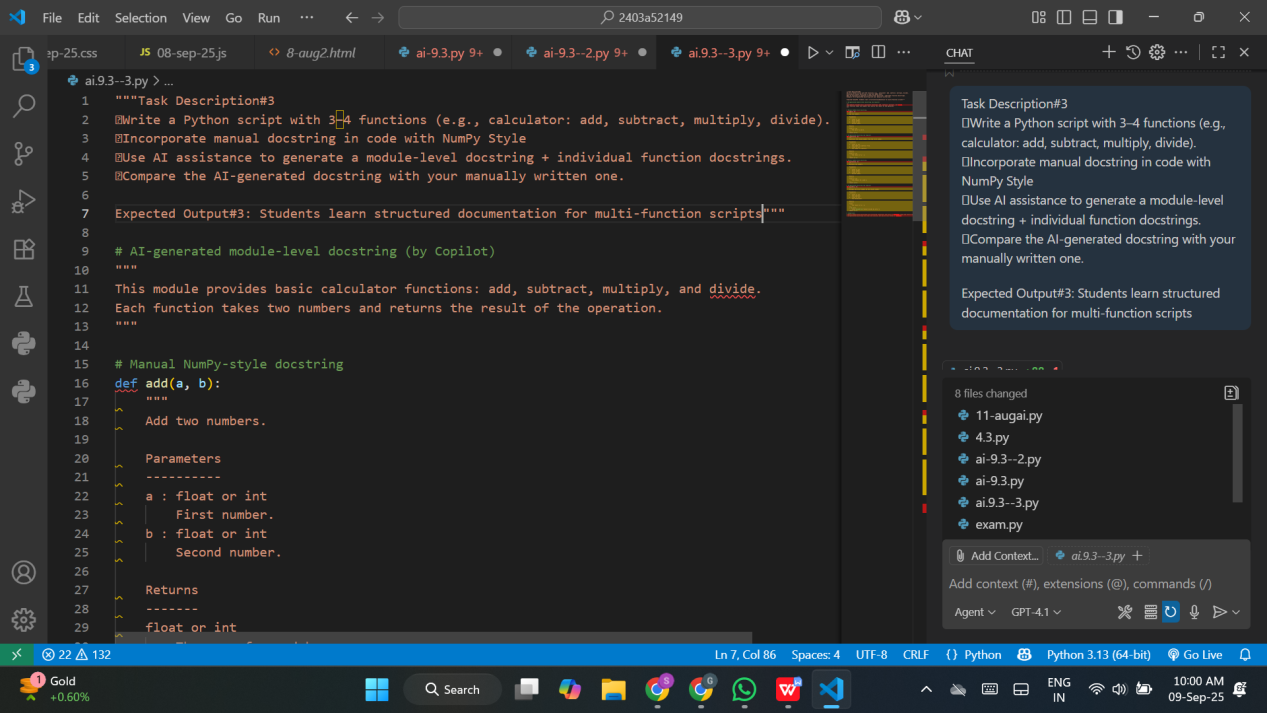 File Edit Selection View Go Run ··· 2403a52149
ep-25.css JS 08-sep-25.js <> 8-aug2.html ai-9.3.py 9+ ai-9.3--2.py 9+ ai.9.3--3.py 9+
ai.9.3--3.py > ...
1 """Task Description#3
2 Write a Python script with 3–4 functions (e.g., calculator: add, subtract, multiply, divide).
3 Incorporate manual docstring in code with NumPy Style
4 Use AI assistance to generate a module-level docstring + individual function docstrings.
5 Compare the AI-generated docstring with your manually written one.
6
7 Expected Output#3: Students learn structured documentation for multi-function scripts"""
8
9 # AI-generated module-level docstring (by Copilot)
10 """
11 This module provides basic calculator functions: add, subtract, multiply, and divide.
12 Each function takes two numbers and returns the result of the operation.
13 """
14
15 # Manual NumPy-style docstring
16 def add(a, b):
17 """
18 Add two numbers.
19
20 Parameters
21 ----------
22 a : float or int
23 First number.
24 b : float or int
25 Second number.
26
27 Returns
28 -------
29 float or int
CHAT
Task Description#3
Write a Python script with 3–4 functions (e.g.,
calculator: add, subtract, multiply, divide).
Incorporate manual docstring in code with
NumPy Style
Use AI assistance to generate a module-level
docstring + individual function docstrings.
Compare the AI-generated docstring with your
manually written one.
Expected Output#3: Students learn structured
documentation for multi-function scripts
8 files changed
11-augai.py
4.3.py
ai-9.3--2.py
ai-9.3.py
ai.9.3--3.py
exam.py
Add Context... ai.9.3--3.py +
Add context (#), extensions (@), commands (/)
Agent GPT-4.1
3
22 132 Ln 7, Col 86 Spaces: 4 UTF-8 CRLF {} Python Python 3.13 (64-bit) Go Live
1 Gold
+0.60%
Search
S G
ENG
IN
10:00 AM
09-Sep-25